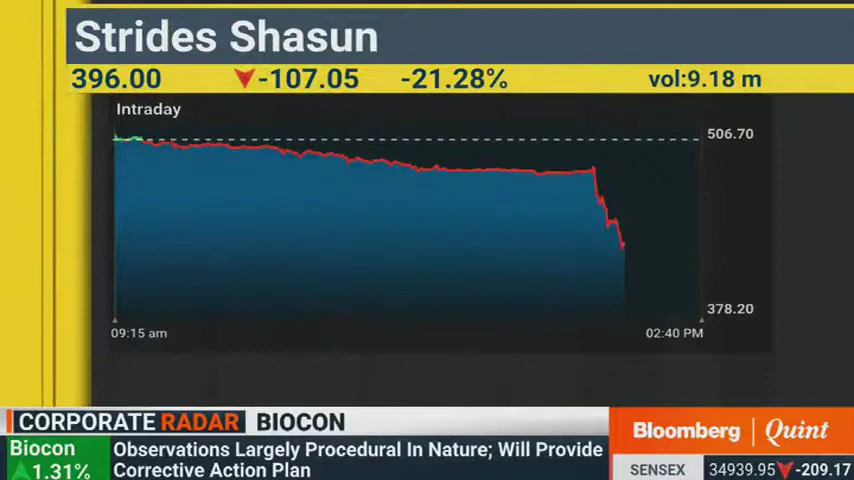 Strides Shasun
396.00 -107.05 -21.28% vol:9.18 m
Intraday
506.70
378.20
09:15 am 02:40 PM
CORPORATE RADAR BIOCON
Biocon
1.31%
Observations Largely Procedural In Nature; Will Provide
Corrective Action Plan
Bloomberg | Quint
SENSEX 34939.95 -209.17